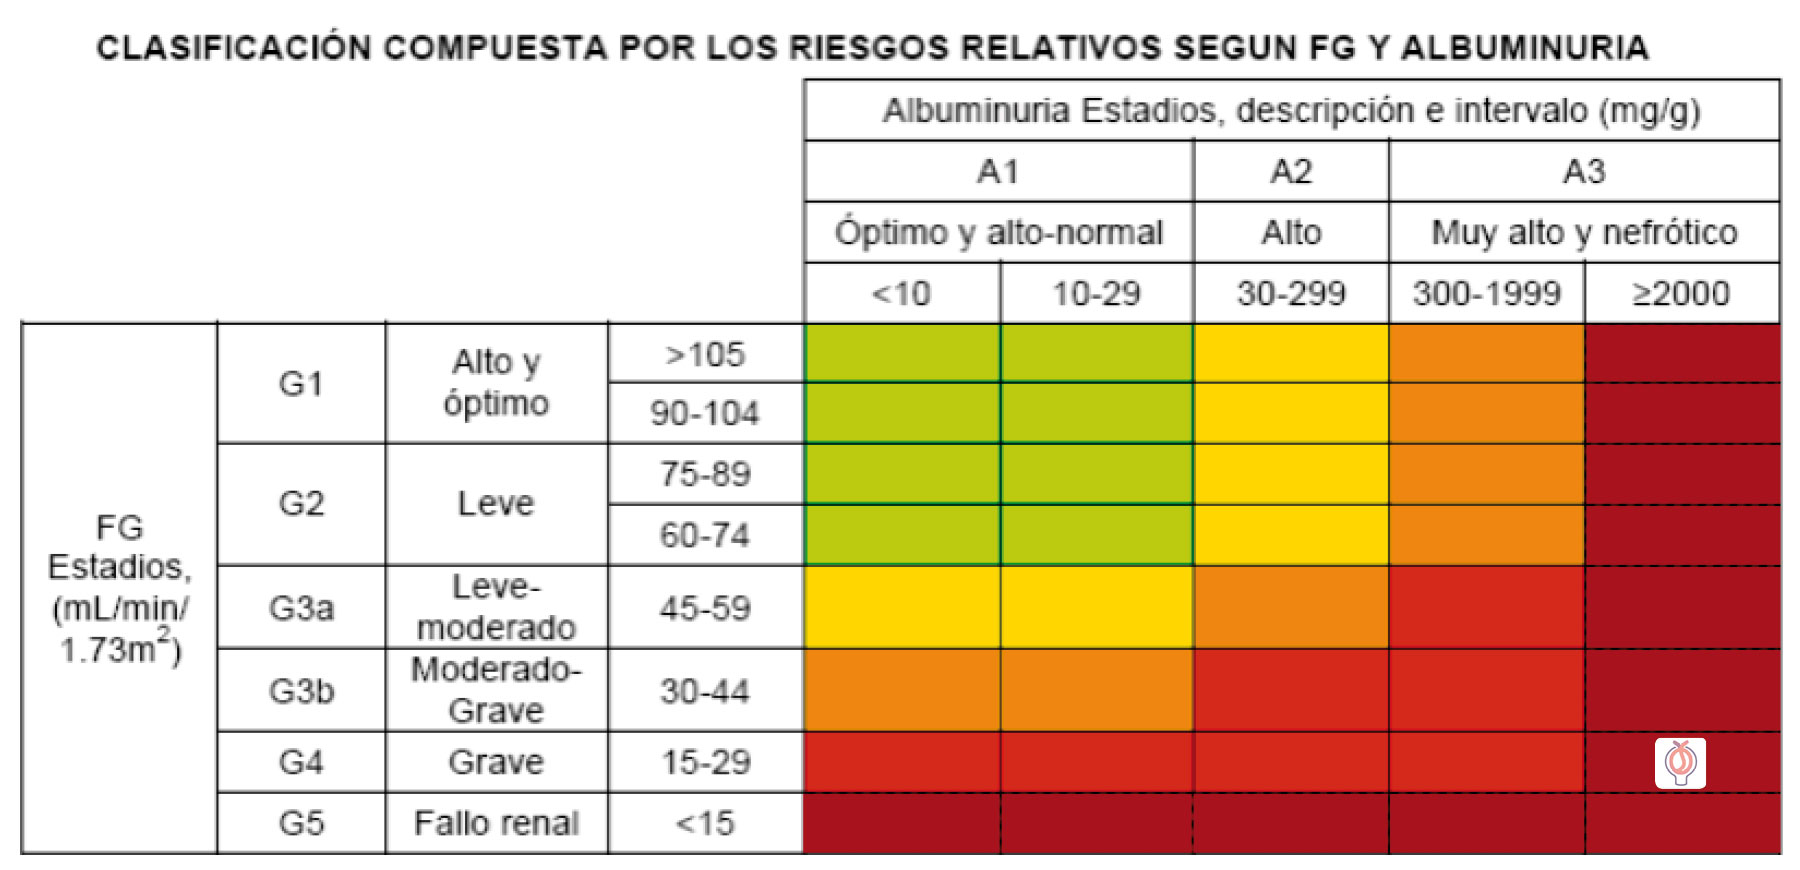 CLASIFICACIÓN COMPUESTA POR LOS RIESGOS RELATIVOS SEGUN FG Y ALBUMINURIA
Albuminuria Estadios, descripción e intervalo (mg/g)
A1 A2 A3
Óptimo y alto-normal Alto Muy alto y nefrótico
<10 10-29 30-299 300-1999 ≥2000
FG
Estadios,
(mL/min/
1.73m²)
G1
Alto y
óptimo
>105
90-104
G2
Leve
75-89
60-74
G3a
Leve-
moderado
45-59
G3b
Moderado-
Grave
30-44
G4 Grave 15-29
G5 Fallo renal <15